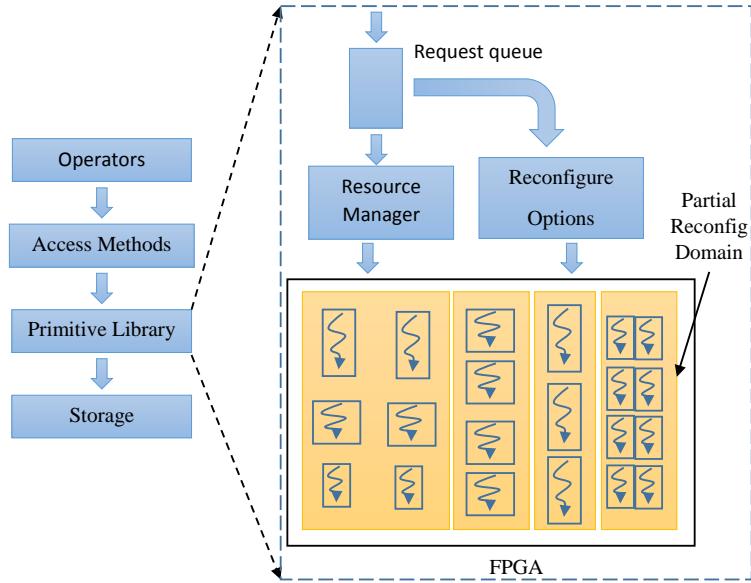 Request queue
Operators
Access Methods
Primitive Library
Storage
Resource
Manager
Reconfigure
Options
Partial
Reconfig
Domain
FPGA